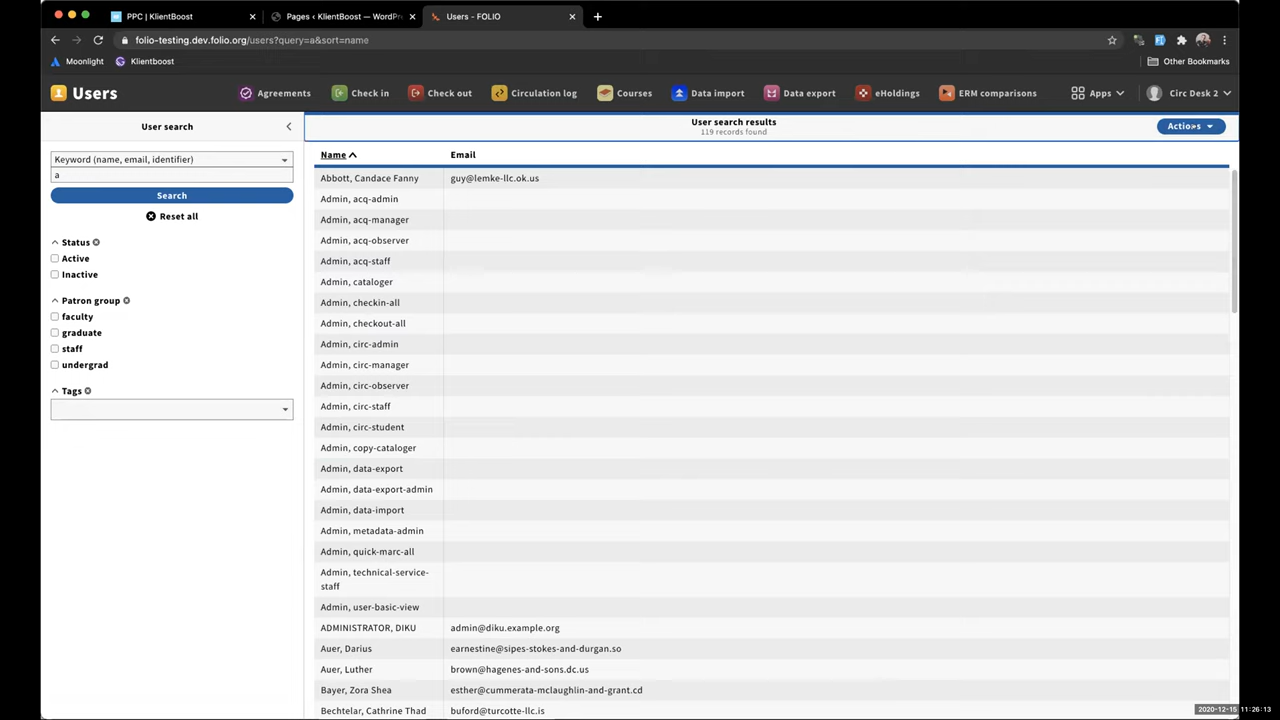 PPC | KlientBoost
Pages ‹ KlientBoost — WordPr
Users - FOLIO
folio-testing.dev.folio.org/users?query=a&sort=name
Moonlight
Klientboost
Other Bookmarks
Users
Agreements
Check in
Check out
Circulation log
Courses
Data import
Data export
eHoldings
ERM comparisons
Apps
Circ Desk 2
User search
User search results
119 records found
Actions
Keyword (name, email, identifier)
a
Search
Reset all
Status
Active
Inactive
Patron group
faculty
graduate
staff
undergrad
Tags
Name Email
Abbott, Candace Fanny guy@lemke-llc.ok.us
Admin, acq-admin
Admin, acq-manager
Admin, acq-observer
Admin, acq-staff
Admin, cataloger
Admin, checkin-all
Admin, checkout-all
Admin, circ-admin
Admin, circ-manager
Admin, circ-observer
Admin, circ-staff
Admin, circ-student
Admin, copy-cataloger
Admin, data-export
Admin, data-export-admin
Admin, data-import
Admin, metadata-admin
Admin, quick-marc-all
Admin, technical-service-
staff
Admin, user-basic-view
ADMINISTRATOR, DIKU admin@diku.example.org
Auer, Darius earnestine@sipes-stokes-and-durgan.so
Auer, Luther brown@hagenes-and-sons.dc.us
Bayer, Zora Shea esther@cummerata-mclaughlin-and-grant.cd
Bechtelar, Cathrine Thad buford@turcotte-llc.is
2020-12-15 11:26:13